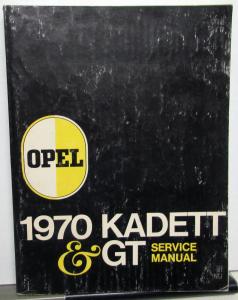 OPEL
1970 KADETT
& GT SERVICE
MANUAL